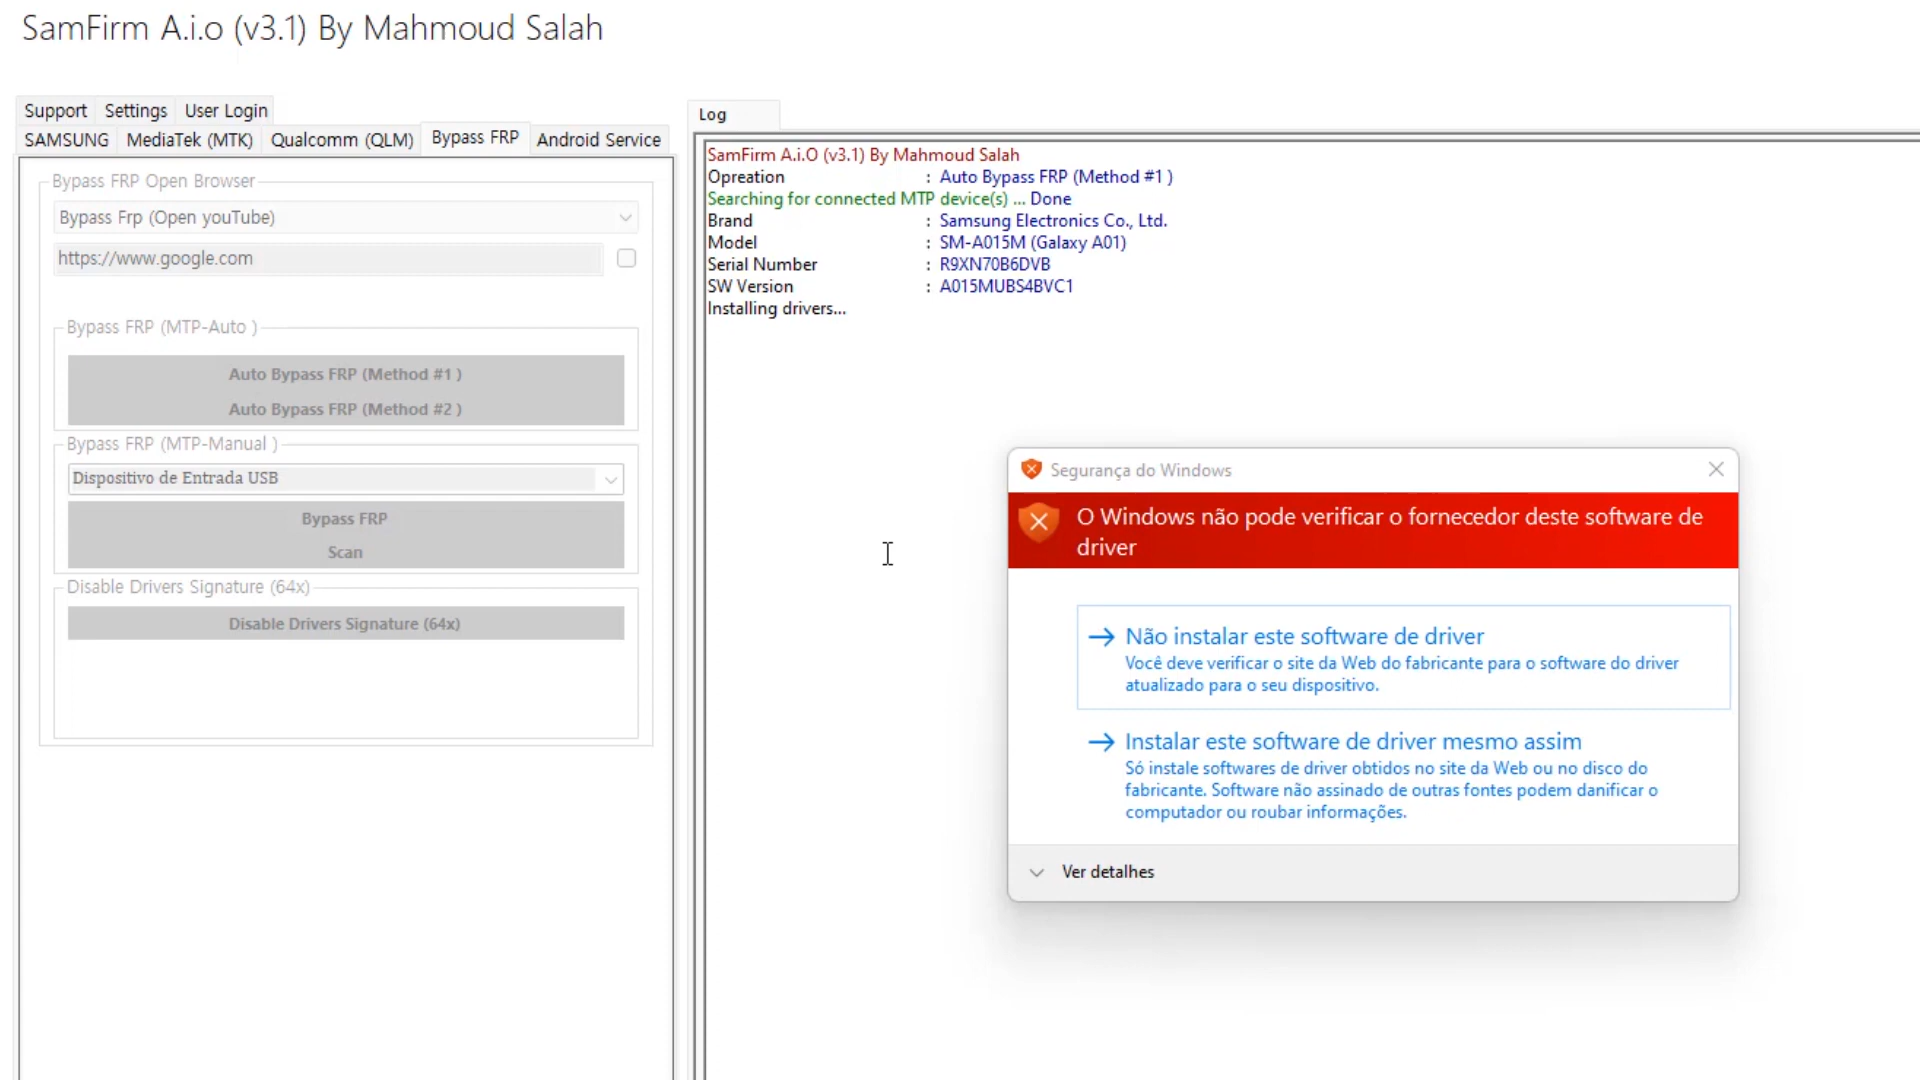 SamFirm A.i.o (v3.1) By Mahmoud Salah
Support Settings User Login
SAMSUNG MediaTek (MTK) Qualcomm (QLM) Bypass FRP Android Service
Bypass FRP Open Browser
Bypass Frp (Open youTube)
https://www.google.com
Bypass FRP (MTP-Auto )
Auto Bypass FRP (Method #1 )
Auto Bypass FRP (Method #2 )
Bypass FRP (MTP-Manual )
Dispositivo de Entrada USB
Bypass FRP
Scan
Disable Drivers Signature (64x)
Disable Drivers Signature (64x)
Log
SamFirm A.i.O (v3.1) By Mahmoud Salah
Opreation : Auto Bypass FRP (Method #1 )
Searching for connected MTP device(s) ... Done
Brand : Samsung Electronics Co., Ltd.
Model : SM-A015M (Galaxy A01)
Serial Number : R9XN70B6DVB
SW Version : A015MUBS4BVC1
Installing drivers...
Segurança do Windows
O Windows não pode verificar o fornecedor deste software de
driver
Não instalar este software de driver
Você deve verificar o site da Web do fabricante para o software do driver
atualizado para o seu dispositivo.
Instalar este software de driver mesmo assim
Só instale softwares de driver obtidos no site da Web ou no disco do
fabricante. Software não assinado de outras fontes podem danificar o
computador ou roubar informações.
Ver detalhes